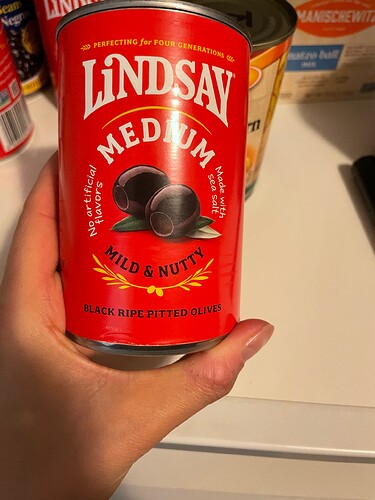 PERFECTING for FOUR GENERATIONS
LiNDSAY
MEDIUM
No artificial
flavors
Made with
sea salt
MILD & NUTTY
BLACK RIPE PITTED OLIVES
MANISCHEWITZ
matzo ball